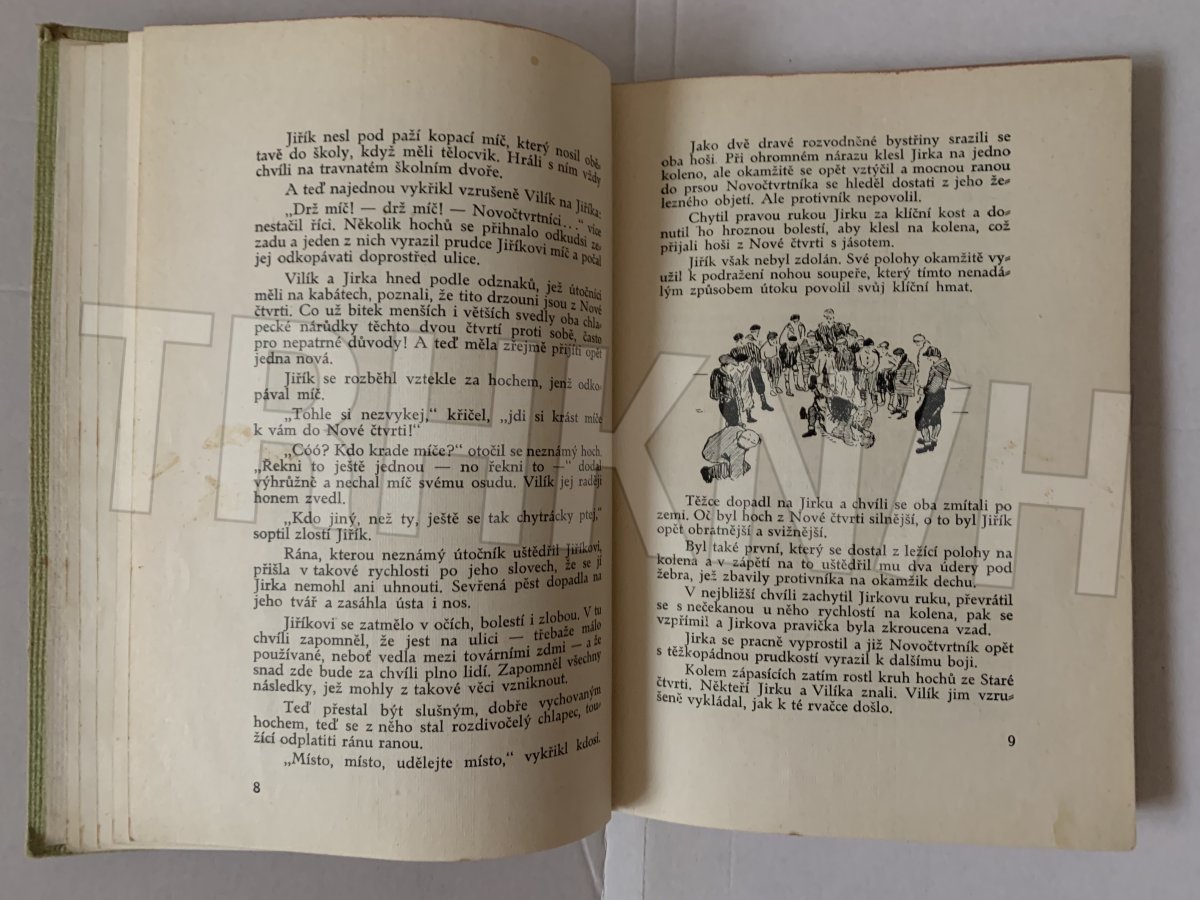 Jiřík nesl pod paží kopací míč, který nosil obě=
tavě do školy, když měli tělocvik. Hráli s ním vždy
chvíli na travnatém školním dvoře.
A teď najednou vykřikl vzrušeně Vilík na Jiříka:
„Drž míč! — drž míč! — Novočtvrtníci...“ více
nestačil říci. Několik hochů se přihnalo odkudsi ze=
zadu a jeden z nich vyrazil prudce Jiříkovi míč a počal
jej odkopávati doprostřed ulice.
Vilík a Jirka hned podle odznaků, jež útočníci
měli na kabátech, poznali, že tito drzouni jsou z Nové
čtvrti. Co už bitek menších i větších svedly oba chla=
pecké nárůdky těchto dvou čtvrtí proti sobě, často
pro nepatrné důvody! A teď měla zřejmě přijíti opět
jedna nová.
Jiřík se rozběhl vztekle za hochem, jenž odko=
pával míč.
„Tohle si nezvykej,“ křičel, „jdi si krást míče
k vám do Nové čtvrti!“
„Cóó? Kdo krade míče?“ otočil se neznámý hoch.
„Řekni to ještě jednou — no řekni to —“ dodal
výhrůžně a nechal míč svému osudu. Vilík jej raději
honem zvedl.
„Kdo jiný, než ty, ještě se tak chytrácky ptej,“
soptil zlostí Jiřík.
Rána, kterou neznámý útočník uštědřil Jiříkovi,
přišla v takové rychlosti po jeho slovech, že se jí
Jirka nemohl ani uhnouti. Sevřená pěst dopadla na
jeho tvář a zasáhla ústa i nos.
Jiříkovi se zatmělo v očích, bolestí i zlobou. V tu
chvíli zapomněl, že jest na ulici — třebaže málo
používané, neboť vedla mezi továrními zdmi — a že
snad zde bude za chvíli plno lidí. Zapomněl všechny
následky, jež mohly z takové věci vzniknout.
Teď přestal být slušným, dobře vychovaným
hochem, teď se z něho stal rozdivočelý chlapec, tou=
žící odplatiti ránu ranou.
„Místo, místo, udělejte místo,“ vykřikl kdosi.
8
Jako dvě dravé rozvodněné bystřiny srazili se
oba hoši. Při ohromném nárazu klesl Jirka na jedno
koleno, ale okamžitě se opět vztýčil a mocnou ranou
do prsou Novočtvrtníka se hleděl dostati z jeho že=
lezného objetí. Ale protivník nepovolil.
Chytil pravou rukou Jirku za klíční kost a do=
nutil ho hroznou bolestí, aby klesl na kolena, což
přijali hoši z Nové čtvrti s jásotem.
Jiřík však nebyl zdolán. Své polohy okamžitě vy=
užil k podražení nohou soupeře, který tímto nenadá=
lým způsobem útoku povolil svůj klíční hmat.
Těžce dopadl na Jirku a chvíli se oba zmítali po
zemi. Oč byl hoch z Nové čtvrti silnější, o to byl Jiřík
opět obratnější a svižnější.
Byl také první, který se dostal z ležící polohy na
kolena a v zápětí na to uštědřil mu dva údery pod
žebra, jež zbavily protivníka na okamžik dechu.
V nejbližší chvíli zachytil Jirkovu ruku, převrátil
se s nečekanou u něho rychlostí na kolena, pak se
vzpřímil a Jirkova pravička byla zkroucena vzad.
Jirka se pracně vyprostil a již Novočtvrtník opět
s těžkopádnou prudkostí vyrazil k dalšímu boji.
Kolem zápasících zatím rostl kruh hochů ze Staré
čtvrti. Někteří Jirku a Vilíka znali. Vilík jim vzru=
šeně vykládal, jak k té rvačce došlo.
9
TRHKNIH